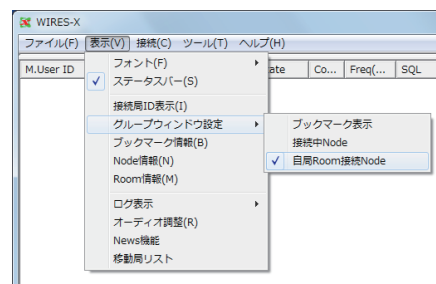 WIRES-X
ファイル(F) 表示(V) 接続(C) ツール(T) ヘルプ(H)
M.User ID ate Co... Freq(... SQL
フォント(F)
ステータスバー(S)
接続局ID表示(I)
グループウィンドウ設定
ブックマーク情報(B)
Node情報(N)
Room情報(M)
ログ表示
オーディオ調整(R)
News機能
移動局リスト
ブックマーク表示
接続中Node
自局Room接続Node